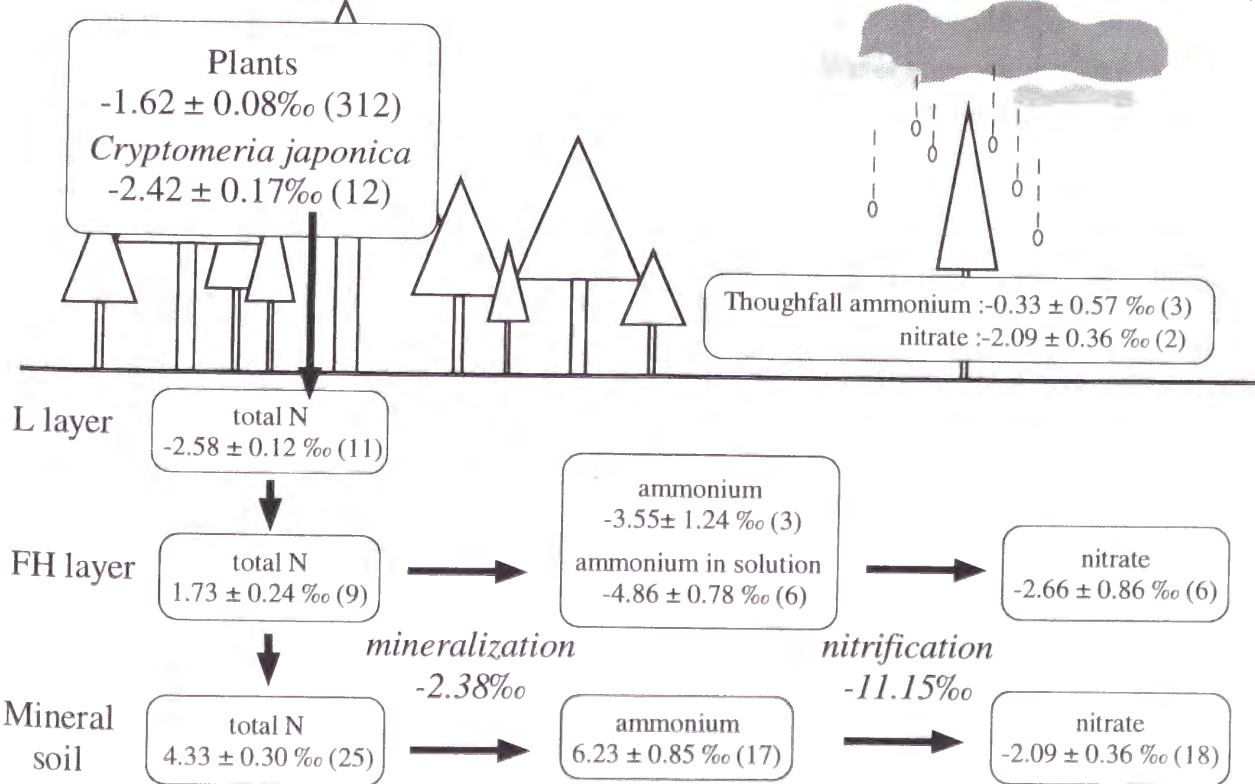 Plants
-1.62 ± 0.08‰ (312)
Cryptomeria japonica
-2.42 ± 0.17‰ (12)
Thoughfall ammonium :-0.33 ± 0.57 ‰ (3)
nitrate :-2.09 ± 0.36 ‰ (2)
L layer
total N
-2.58 ± 0.12 ‰ (11)
FH layer
total N
1.73 ± 0.24 ‰ (9)
ammonium
-3.55± 1.24 ‰ (3)
ammonium in solution
-4.86 ± 0.78 ‰ (6)
nitrate
-2.66 ± 0.86 ‰ (6)
mineralization
-2.38‰
nitrification
-11.15‰
Mineral
soil
total N
4.33 ± 0.30 ‰ (25)
ammonium
6.23 ± 0.85 ‰ (17)
nitrate
-2.09 ± 0.36 ‰ (18)